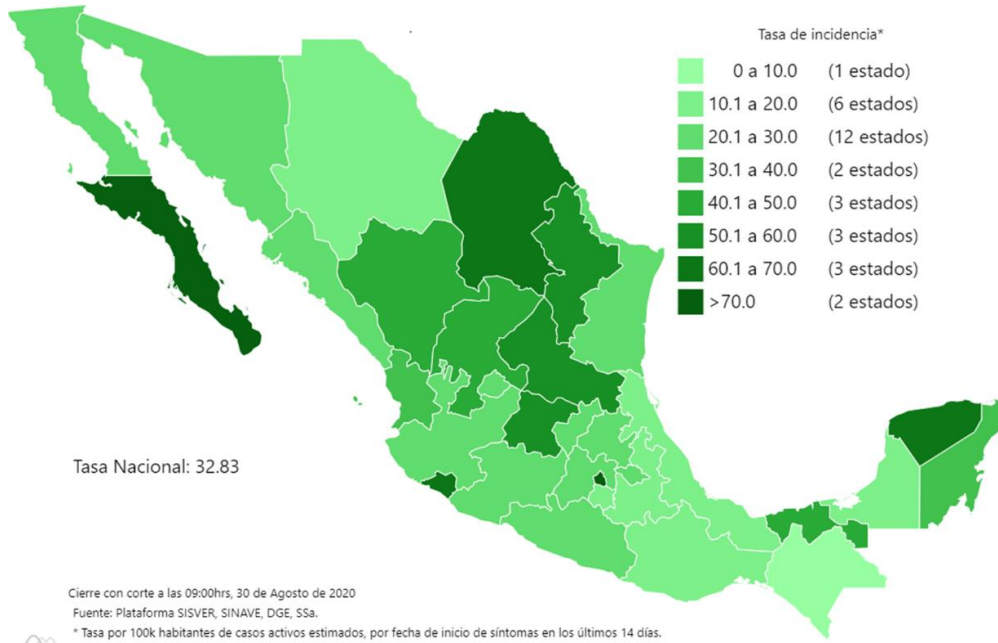 Tasa de incidencia*
0 a 10.0 (1 estado)
10.1 a 20.0 (6 estados)
20.1 a 30.0 (12 estados)
30.1 a 40.0 (2 estados)
40.1 a 50.0 (3 estados)
50.1 a 60.0 (3 estados)
60.1 a 70.0 (3 estados)
>70.0 (2 estados)
Tasa Nacional: 32.83
Cierre con corte a las 09:00hrs, 30 de Agosto de 2020
Fuente: Plataforma SISVER, SINAVE, DGE, SSa.
* Tasa por 100k habitantes de casos activos estimados, por fecha de inicio de síntomas en los últimos 14 días.